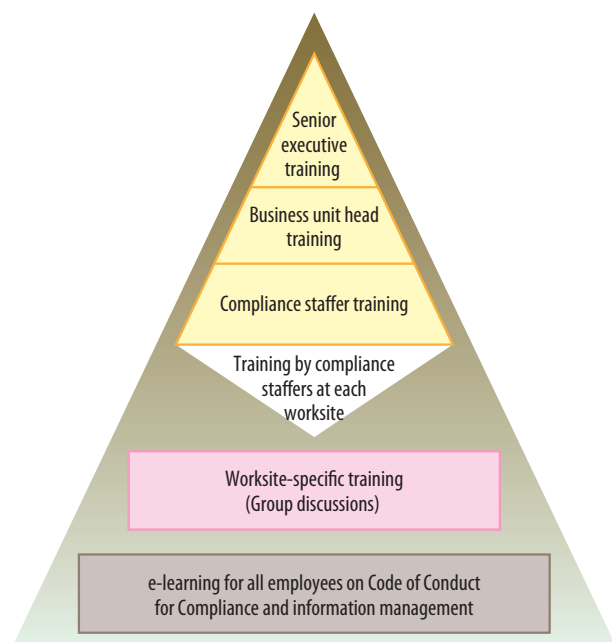 Senior
executive
training
Business unit head
training
Compliance staffer training
Training by compliance
staffers at each
worksite
Worksite-specific training
(Group discussions)
e-learning for all employees on Code of Conduct
for Compliance and information management